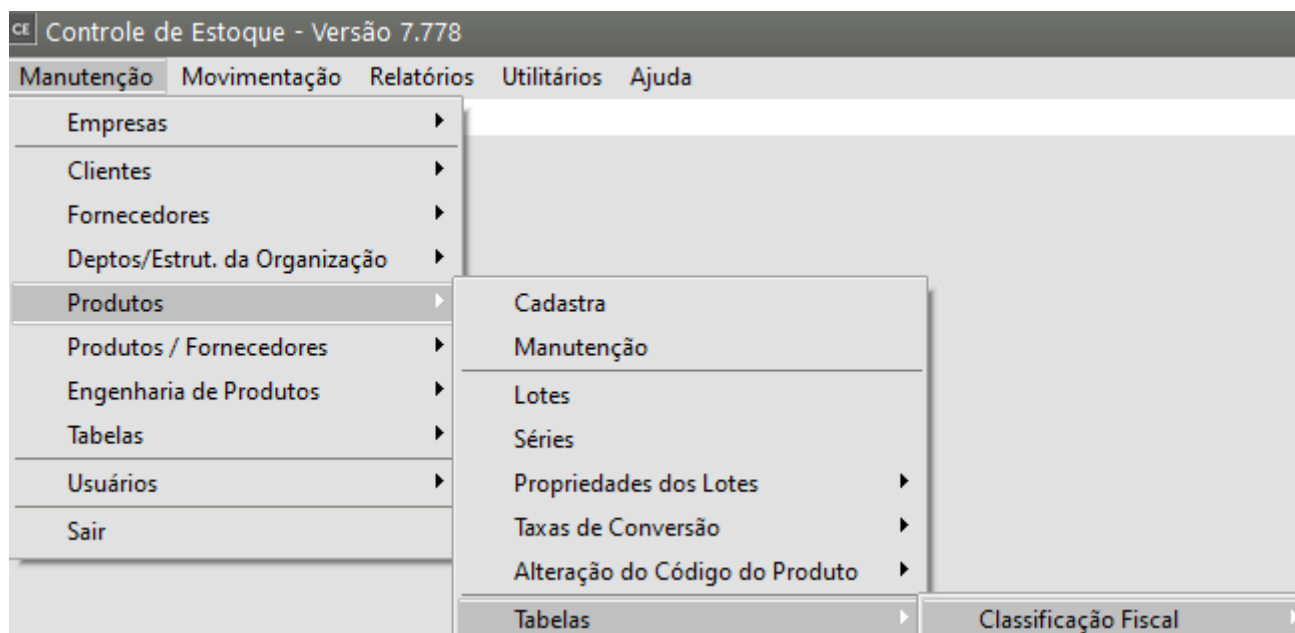 CE Controle de Estoque - Versão 7.778
Manutenção Movimentação Relatórios Utilitários Ajuda
Empresas
Clientes
Fornecedores
Deptos/Estrut. da Organização
Produtos
Produtos / Fornecedores
Engenharia de Produtos
Tabelas
Usuários
Sair
Cadastra
Manutenção
Lotes
Séries
Propriedades dos Lotes
Taxas de Conversão
Alteração do Código do Produto
Tabelas
Classificação Fiscal